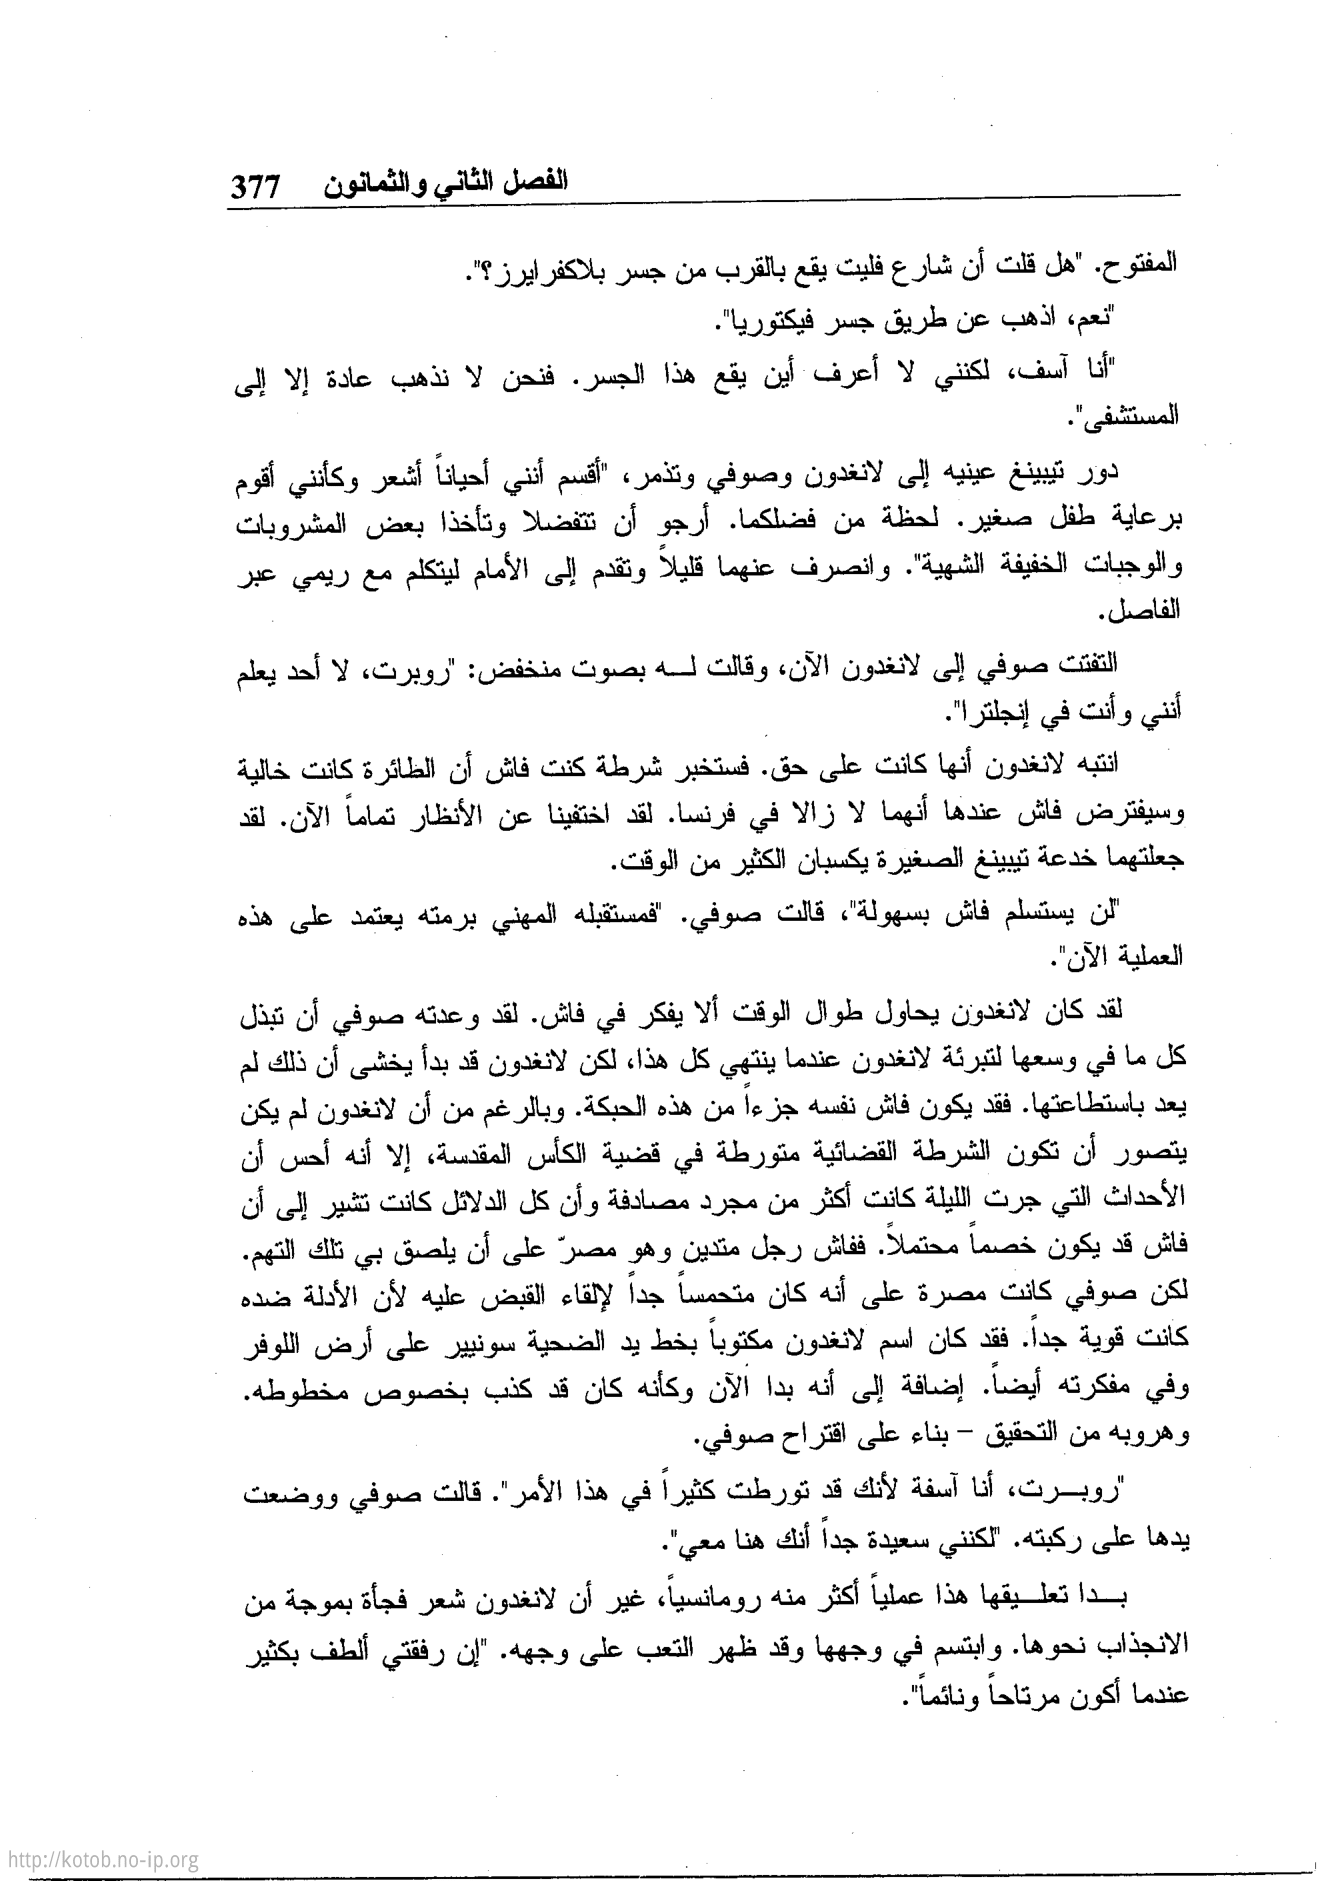 الفصل الثاني والثمانون 377
المفتوح. "هل قلت أن شارع فليت يقع بالقرب من جسر بلاكفرايرز؟".
"نعم، اذهب عن طريق جسر فيكتوريا".
"أنا آسف، لكنني لا أعرف أين يقع هذا الجسر. فنحن لا نذهب عادة إلا إلى
المستشفى".
دور تيبينغ عينيه إلى لانغدون وصوفي وتذمر، "أقسم أنني أحياناً أشعر وكأنني أقوم
برعاية طفل صغير. لحظة من فضلكما. أرجو أن تتفضلا وتأخذا بعض المشروبات
والوجبات الخفيفة الشهية". وانصرف عنهما قليلاً وتقدم إلى الأمام ليتكلم مع ريمي عبر
الفاصل.
التفتت صوفي إلى لانغدون الآن، وقالت لـه بصوت منخفض: "روبرت، لا أحد يعلم
أنني وأنت في إنجلترا".
انتبه لانغدون أنها كانت على حق. فستخبر شرطة كنت فاش أن الطائرة كانت خالية
وسيفترض فاش عندها أنهما لا زالا في فرنسا. لقد اختفينا عن الأنظار تماماً الآن. لقد
جعلتهما خدعة تيبينغ الصغيرة يكسبان الكثير من الوقت.
"لن يستسلم فاش بسهولة"، قالت صوفي. "فمستقبله المهني برمته يعتمد على هذه
العملية الآن".
لقد كان لانغدون يحاول طوال الوقت ألا يفكر في فاش. لقد وعدته صوفي أن تبذل
كل ما في وسعها لتبرئة لانغدون عندما ينتهي كل هذا، لكن لانغدون قد بدأ يخشى أن ذلك لم
يعد باستطاعتها. فقد يكون فاش نفسه جزءاً من هذه الحبكة. وبالرغم من أن لانغدون لم يكن
يتصور أن تكون الشرطة القضائية متورطة في قضية الكأس المقدسة، إلا أنه أحس أن
الأحداث التي جرت الليلة كانت أكثر من مجرد مصادفة وأن كل الدلائل كانت تشير إلى أن
فاش قد يكون خصماً محتملاً. ففاش رجل متدين وهو مصرّ على أن يلصق بي تلك التهم.
لكن صوفي كانت مصرة على أنه كان متحمساً جداً لإلقاء القبض عليه لأن الأدلة ضده
كانت قوية جداً. فقد كان اسم لانغدون مكتوباً بخط يد الضحية سونيير على أرض اللوفر
وفي مفكرته أيضاً. إضافة إلى أنه بدا الآن وكأنه كان قد كذب بخصوص مخطوطه.
وهروبه من التحقيق – بناء على اقتراح صوفي.
"روبـرت، أنا آسفة لأنك قد تورطت كثيراً في هذا الأمر". قالت صوفي ووضعت
يدها على ركبته. "لكنني سعيدة جداً أنك هنا معي".
بـدا تعلـيقها هذا عملياً أكثر منه رومانسياً، غير أن لانغدون شعر فجأة بموجة من
الانجذاب نحوها. وابتسم في وجهها وقد ظهر التعب على وجهه. "إن رفقتي ألطف بكثير
عندما أكون مرتاحاً ونائماً".
http://kotob.no-ip.org